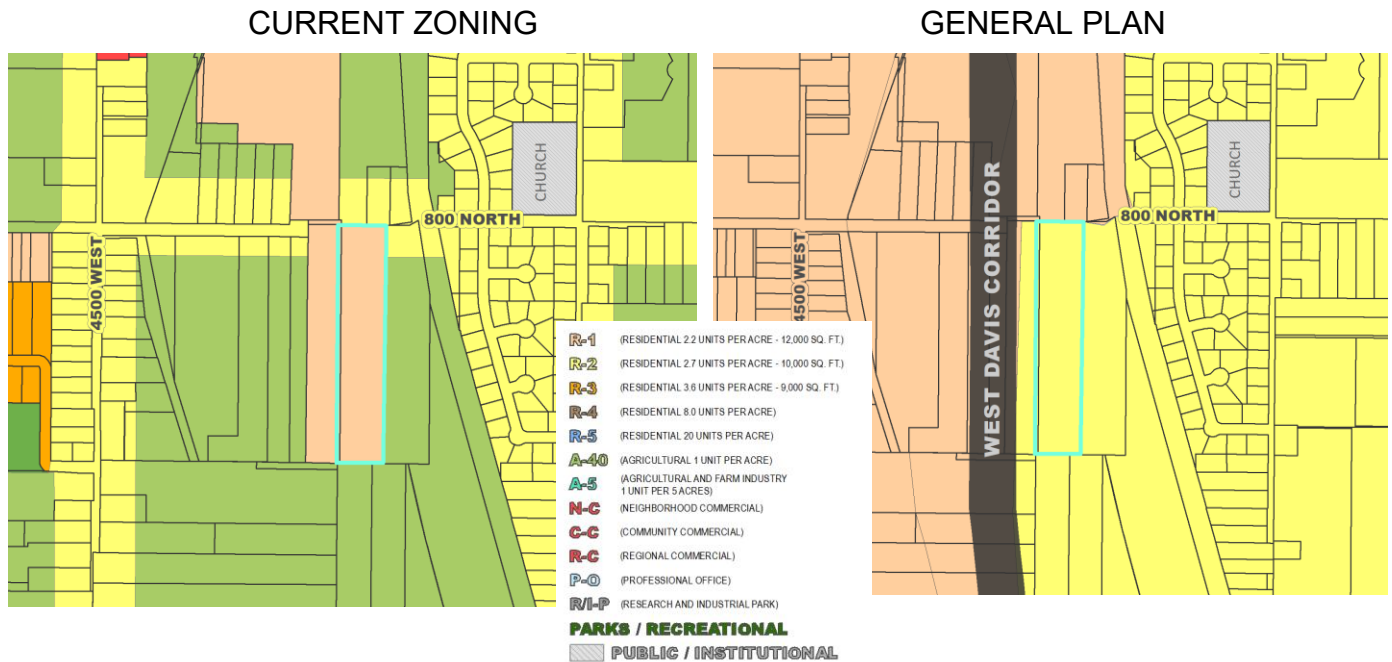 CURRENT ZONING
GENERAL PLAN
CHURCH
800 NORTH
4500 WEST
CHURCH
800 NORTH
WEST DAVIS CORRIDOR
4500 WEST
R-1 (RESIDENTIAL 2.2 UNITS PER ACRE - 12,000 SQ. FT.)
R-2 (RESIDENTIAL 2.7 UNITS PER ACRE - 10,000 SQ. FT.)
R-3 (RESIDENTIAL 3.6 UNITS PER ACRE - 9,000 SQ. FT.)
R-4 (RESIDENTIAL 8.0 UNITS PER ACRE)
R-5 (RESIDENTIAL 20 UNITS PER ACRE)
A-40 (AGRICULTURAL 1 UNIT PER ACRE)
A-5 (AGRICULTURAL AND FARM INDUSTRY
1 UNIT PER 5 ACRES)
N-C (NEIGHBORHOOD COMMERCIAL)
C-C (COMMUNITY COMMERCIAL)
R-C (REGIONAL COMMERCIAL)
P-O (PROFESSIONAL OFFICE)
R/I-P (RESEARCH AND INDUSTRIAL PARK)
PARKS / RECREATIONAL
PUBLIC / INSTITUTIONAL